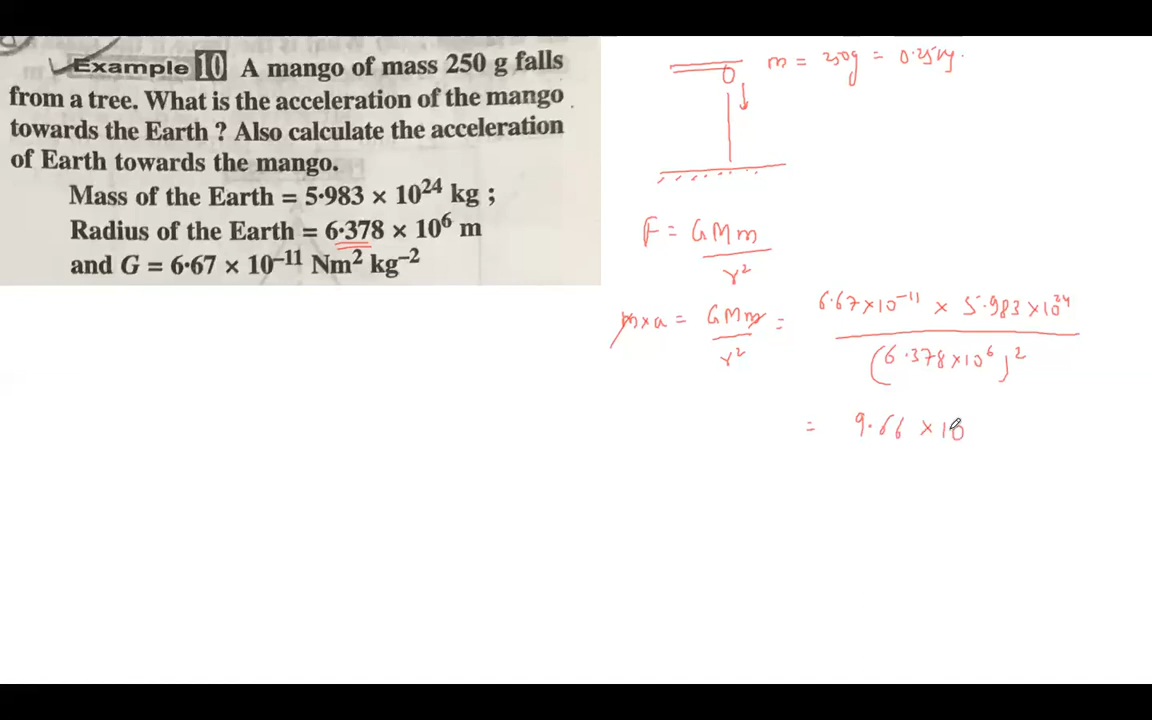 Example 10 A mango of mass 250 g falls
from a tree. What is the acceleration of the mango
towards the Earth ? Also calculate the acceleration
of Earth towards the mango.
Mass of the Earth = 5·983 × 10²⁴ kg ;
Radius of the Earth = 6·378 × 10⁶ m
and G = 6·67 × 10⁻¹¹ Nm² kg⁻²
m = 250g = 0.25kg.
F = GMm
r²
m×a = GMm = 6.67×10⁻¹¹ × 5.983×10²⁴
r² (6.378×10⁶)²
= 9.66 ×10